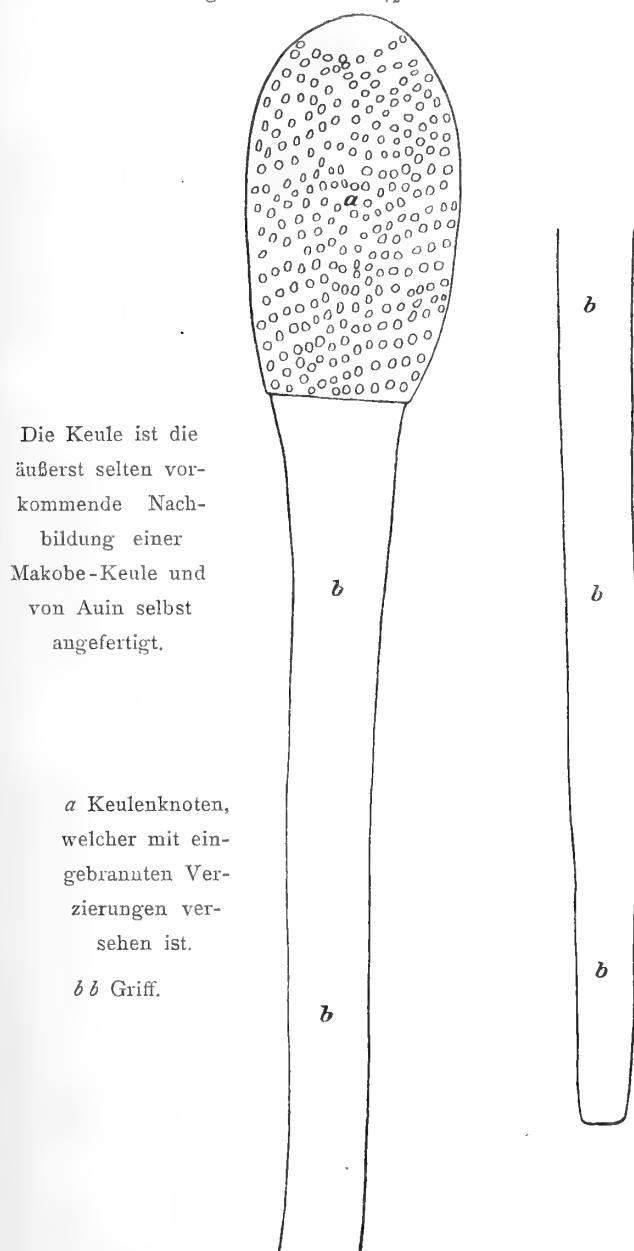 a
b
Die Keule ist die
äußerst selten vor-
kommende Nach-
bildung einer
Makobe-Keule und
von Auin selbst
angefertigt.
b
b
a Keulenknoten,
welcher mit ein-
gebrannten Ver-
zierungen ver-
sehen ist.
b b Griff.
b
b